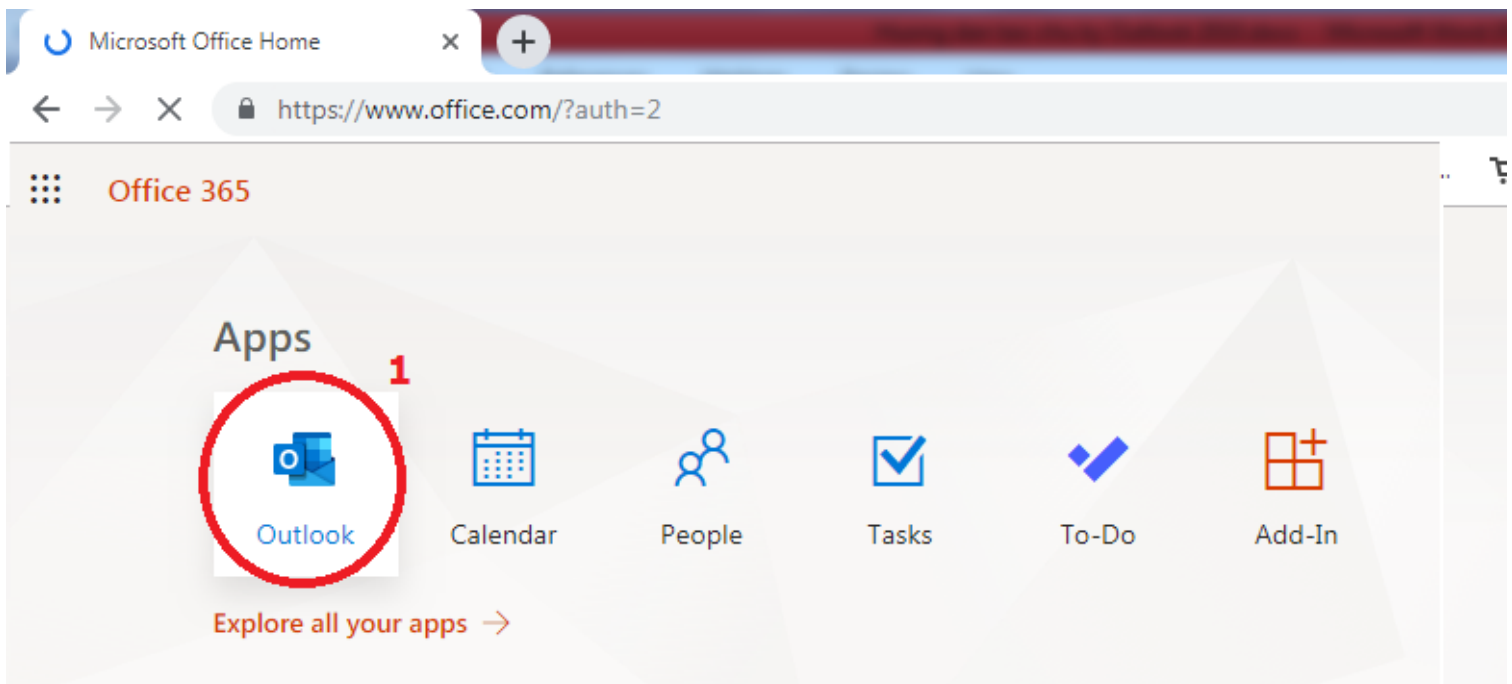 Microsoft Office Home
https://www.office.com/?auth=2
Office 365
Apps
1
Outlook
Calendar
People
Tasks
To-Do
Add-In
Explore all your apps